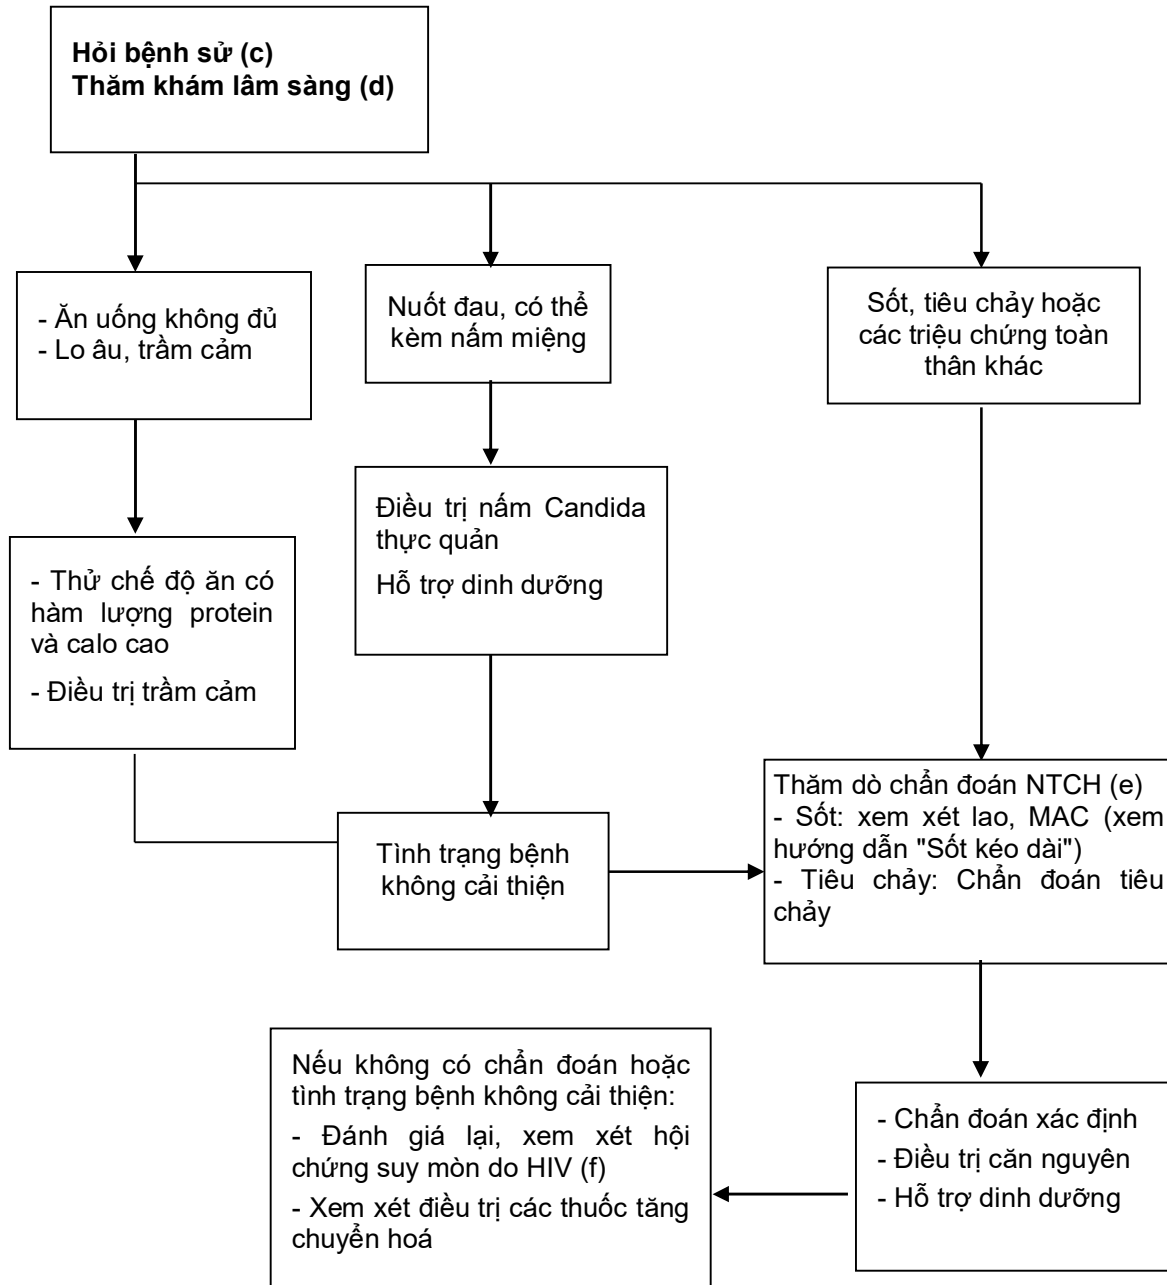 Hỏi bệnh sử (c)
Thăm khám lâm sàng (d)
- Ăn uống không đủ
- Lo âu, trầm cảm
Nuốt đau, có thể
kèm nấm miệng
Sốt, tiêu chảy hoặc
các triệu chứng toàn
thân khác
- Thử chế độ ăn có
hàm lượng protein
và calo cao
- Điều trị trầm cảm
Điều trị nấm Candida
thực quản
Hỗ trợ dinh dưỡng
Tình trạng bệnh
không cải thiện
Thăm dò chẩn đoán NTCH (e)
- Sốt: xem xét lao, MAC (xem
hướng dẫn "Sốt kéo dài")
- Tiêu chảy: Chẩn đoán tiêu
chảy
Nếu không có chẩn đoán hoặc
tình trạng bệnh không cải thiện:
- Đánh giá lại, xem xét hội
chứng suy mòn do HIV (f)
- Xem xét điều trị các thuốc tăng
chuyển hoá
- Chẩn đoán xác định
- Điều trị căn nguyên
- Hỗ trợ dinh dưỡng